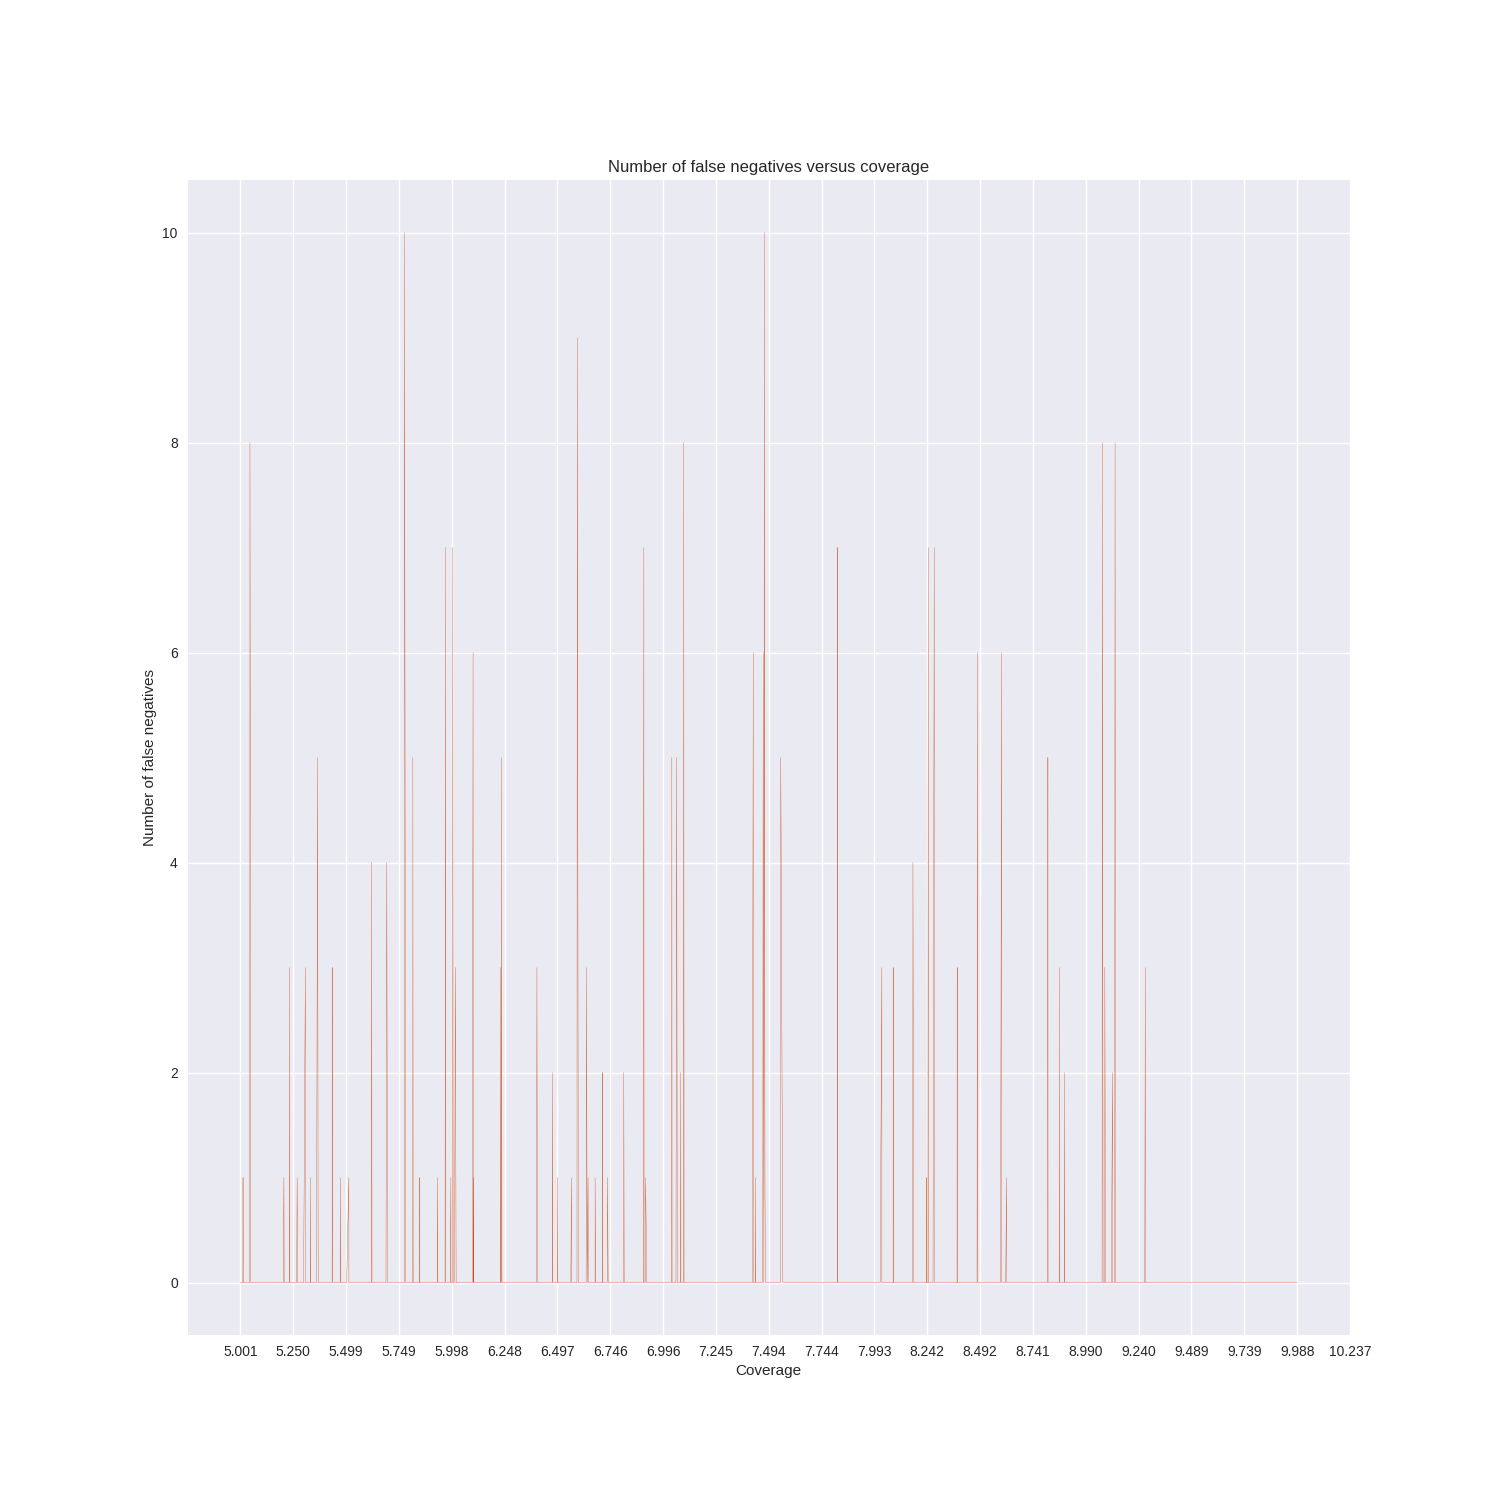 Number of false negatives versus coverage
10
8
6
4
2
0
Number of false negatives
5.001 5.250 5.499 5.749 5.998 6.248 6.497 6.746 6.996 7.245 7.494 7.744 7.993 8.242 8.492 8.741 8.990 9.240 9.489 9.739 9.988 10.237
Coverage